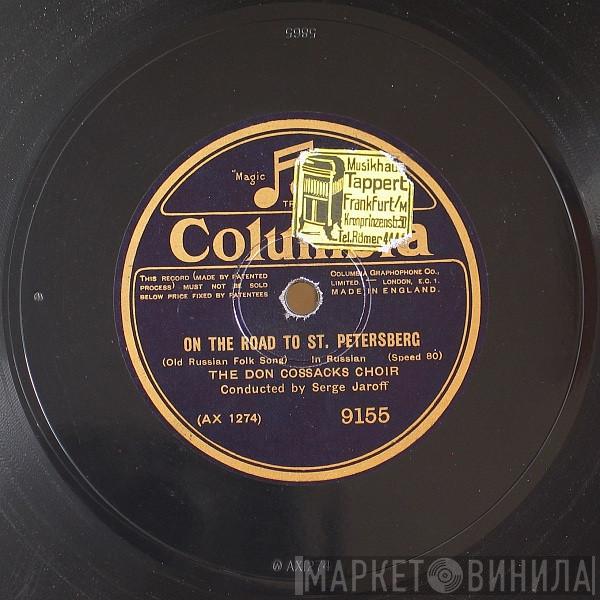 5865
"Magic
Musikhaus
Tappert
Frankfurt/M
Kronprinzenstr. 50
Tel. Römer
Columbia
THIS RECORD (MADE BY PATENTED
PROCESS) MUST NOT BE SOLD
BELOW PRICE FIXED BY PATENTEES
COLUMBIA GRAPHOPHONE CO.,
LIMITED. — LONDON, E.C. 1.
MADE IN ENGLAND.
ON THE ROAD TO ST. PETERSBERG
(Old Russian Folk Song) — In Russian (Speed 80)
THE DON COSSACKS CHOIR
Conducted by Serge Jaroff
(AX 1274)
9155
AX1274
МАРКЕТ ВИНИЛА